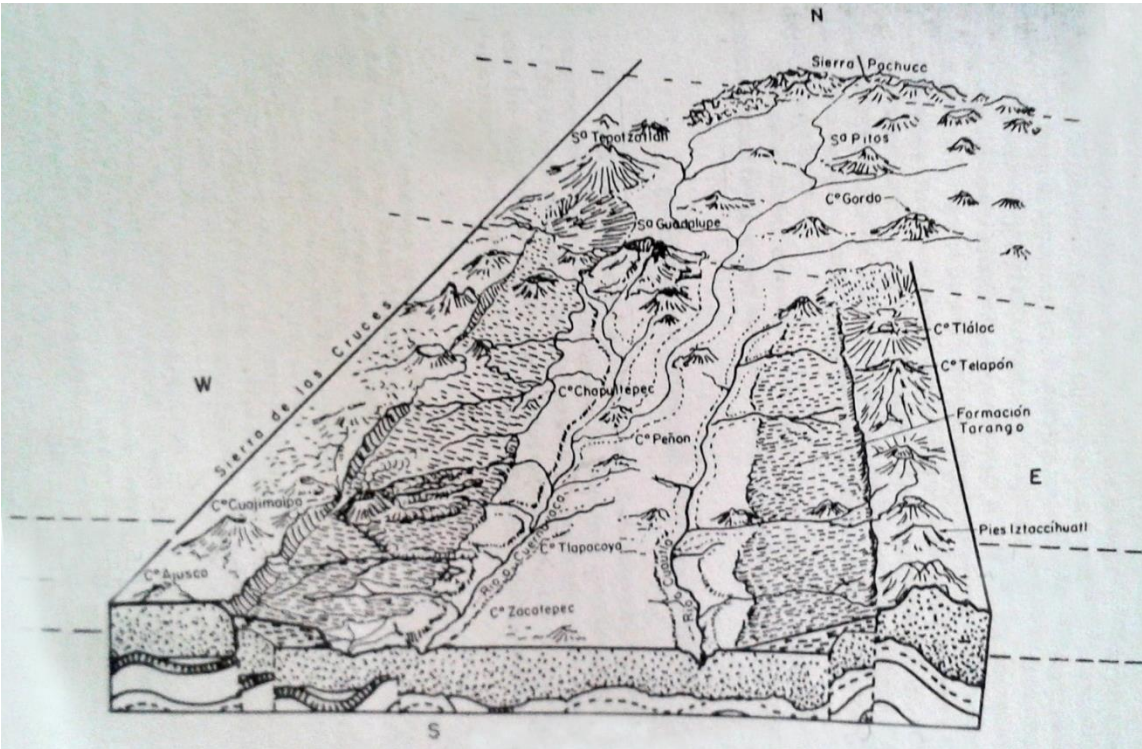 N
Sierra Pachuca
Sª Tepotzotlán
Sª Pitos
Cº Gordo
Sª Guadalupe
Sierra de las Cruces
Cº Tláloc
Cº Telapón
W
Cº Chapultepec
Formación
Tarango
Cº Peñon
E
Cº Cuajimalpa
Pies Iztaccíhuatl
Cº Tlapacoya
Cº Ajusco
Cº Zacatepec
S